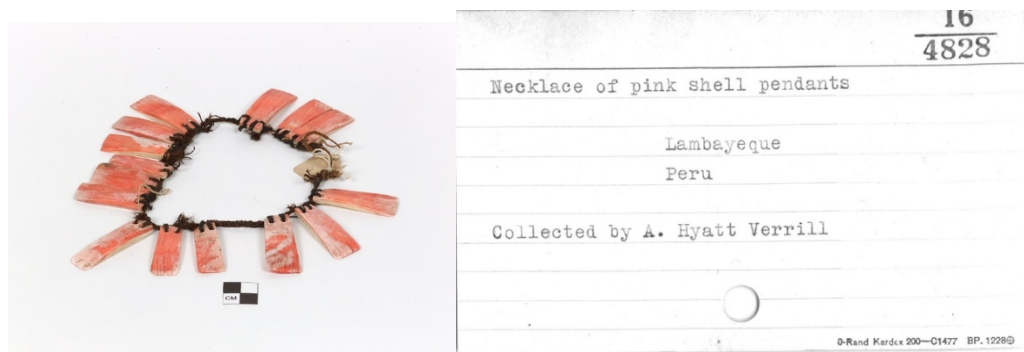 CM
16
4828
Necklace of pink shell pendants
Lambayeque
Peru
Collected by A. Hyatt Verrill
0-Rand Kardex 200—C1477 BP. 1228